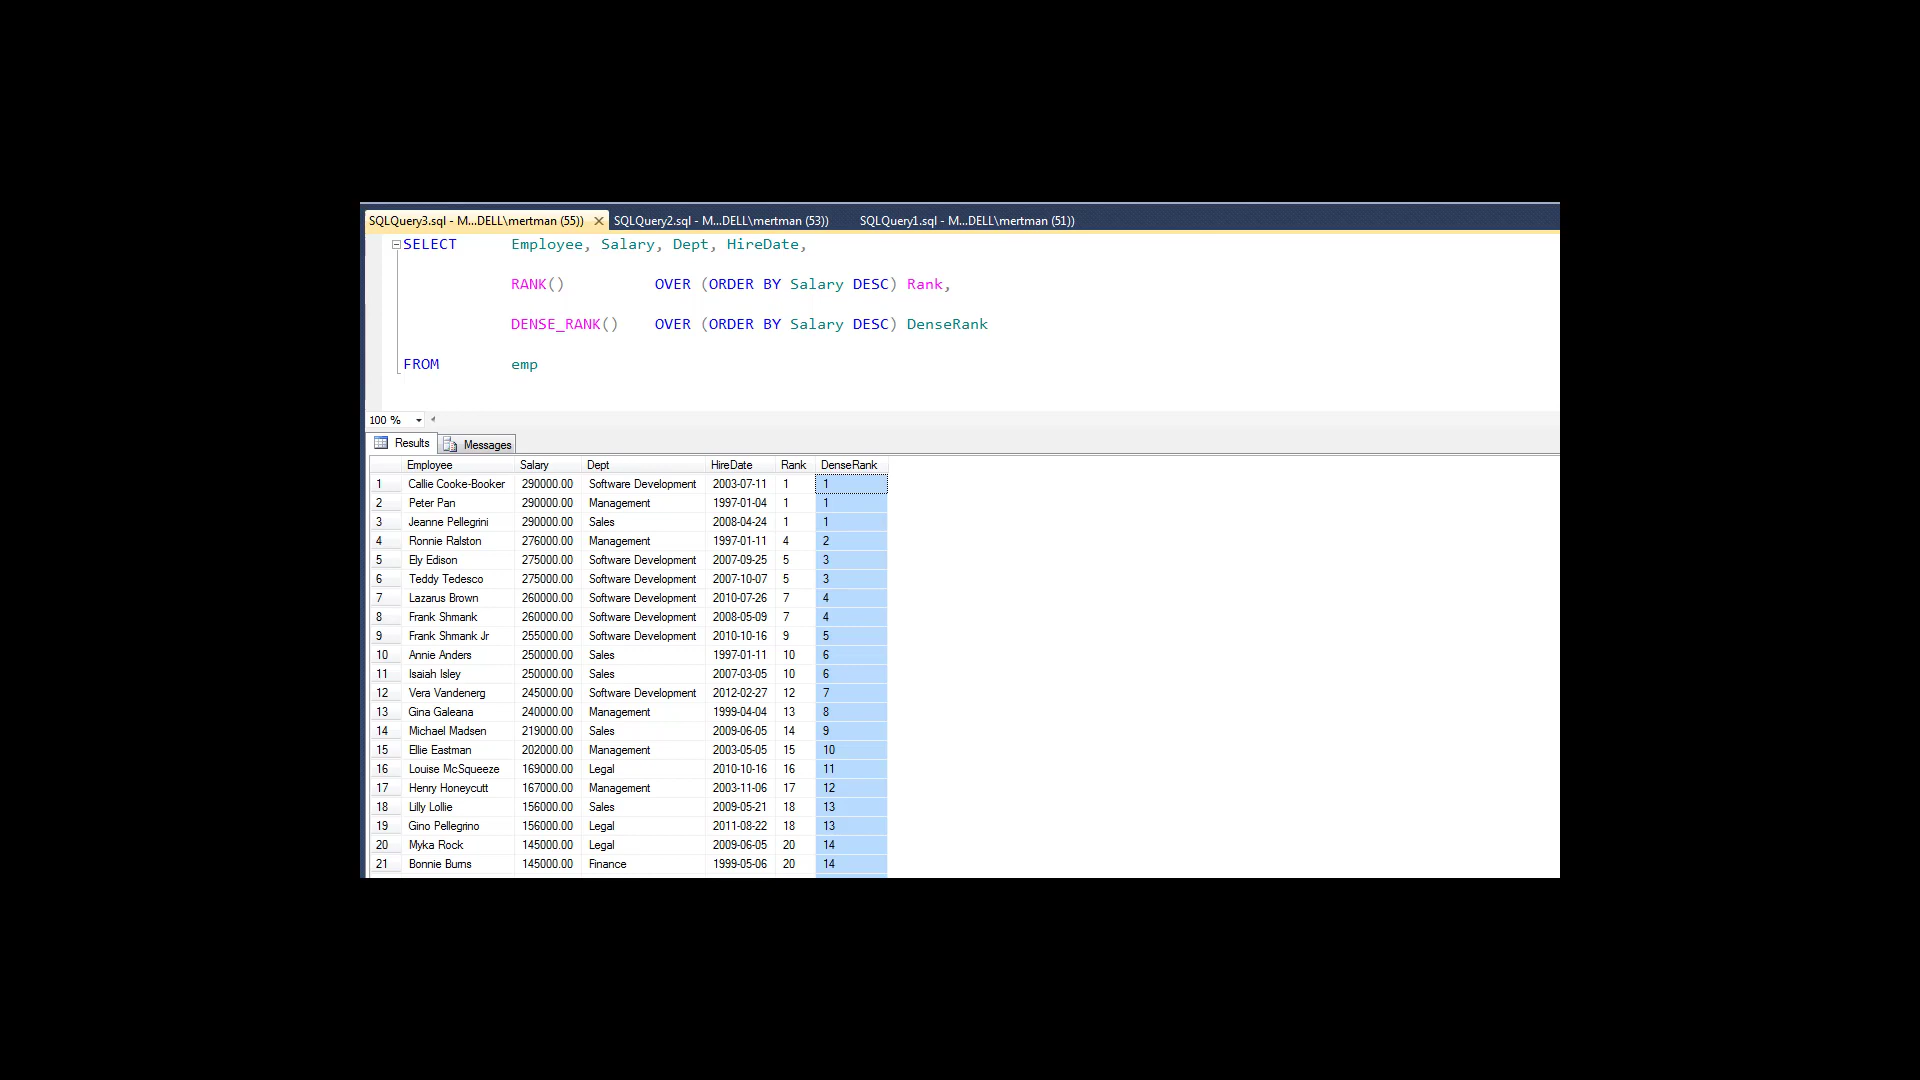 SQLQuery3.sql - M...DELL\mertman (55)) SQLQuery2.sql - M...DELL\mertman (53)) SQLQuery1.sql - M...DELL\mertman (51))
SELECT Employee, Salary, Dept, HireDate,
RANK() OVER (ORDER BY Salary DESC) Rank,
DENSE_RANK() OVER (ORDER BY Salary DESC) DenseRank
FROM emp
100 %
Results Messages
Employee Salary Dept HireDate Rank DenseRank
1 Callie Cooke-Booker 290000.00 Software Development 2003-07-11 1 1
2 Peter Pan 290000.00 Management 1997-01-04 1 1
3 Jeanne Pellegrini 290000.00 Sales 2008-04-24 1 1
4 Ronnie Ralston 276000.00 Management 1997-01-11 4 2
5 Ely Edison 275000.00 Software Development 2007-09-25 5 3
6 Teddy Tedesco 275000.00 Software Development 2007-10-07 5 3
7 Lazarus Brown 260000.00 Software Development 2010-07-26 7 4
8 Frank Shmank 260000.00 Software Development 2008-05-09 7 4
9 Frank Shmank Jr 255000.00 Software Development 2010-10-16 9 5
10 Annie Anders 250000.00 Sales 1997-01-11 10 6
11 Isaiah Isley 250000.00 Sales 2007-03-05 10 6
12 Vera Vandenerg 245000.00 Software Development 2012-02-27 12 7
13 Gina Galeana 240000.00 Management 1999-04-04 13 8
14 Michael Madsen 219000.00 Sales 2009-06-05 14 9
15 Ellie Eastman 202000.00 Management 2003-05-05 15 10
16 Louise McSqueeze 169000.00 Legal 2010-10-16 16 11
17 Henry Honeycutt 167000.00 Management 2003-11-06 17 12
18 Lilly Lollie 156000.00 Sales 2009-05-21 18 13
19 Gino Pellegrino 156000.00 Legal 2011-08-22 18 13
20 Myka Rock 145000.00 Legal 2009-06-05 20 14
21 Bonnie Burns 145000.00 Finance 1999-05-06 20 14